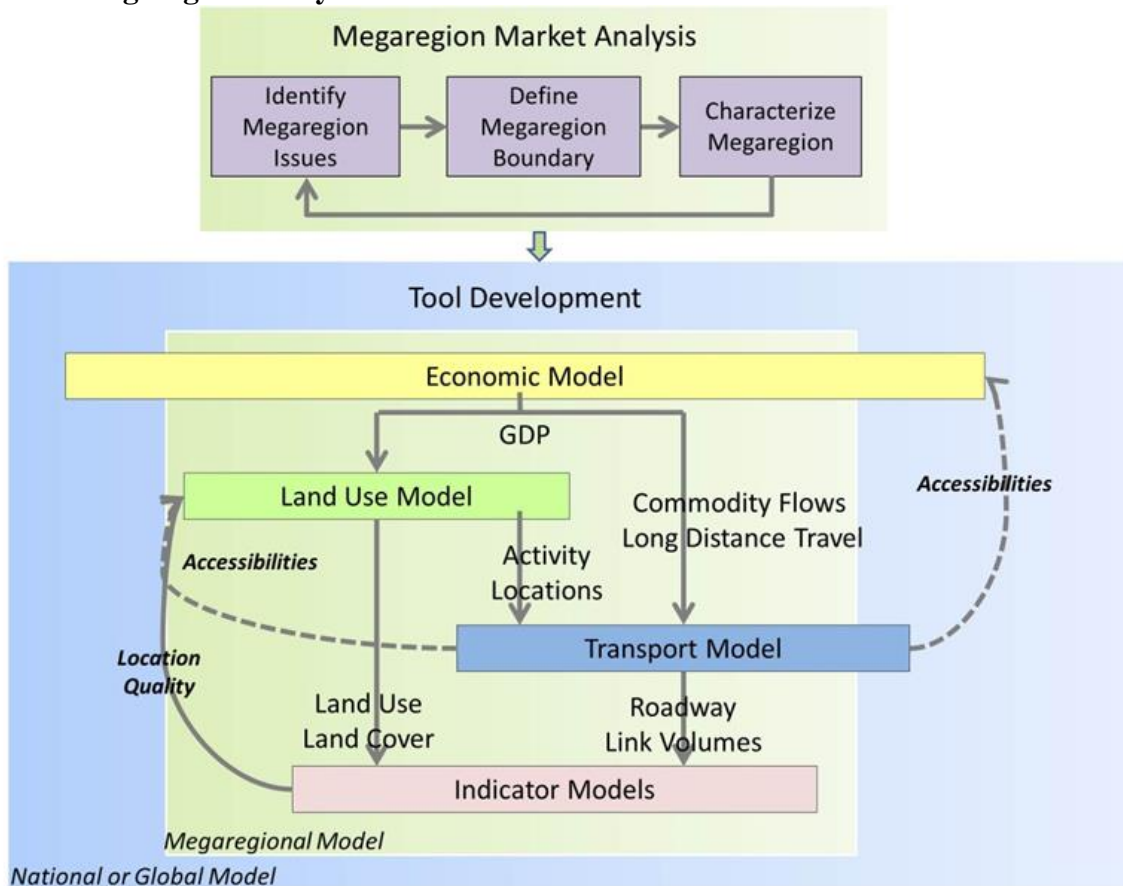 Megaregion Market Analysis
Identify
Megaregion
Issues
Define
Megaregion
Boundary
Characterize
Megaregion
Tool Development
Economic Model
GDP
Land Use Model
Commodity Flows
Long Distance Travel
Accessibilities
Accessibilities
Activity
Locations
Transport Model
Location
Quality
Land Use
Land Cover
Roadway
Link Volumes
Indicator Models
Megaregional Model
National or Global Model